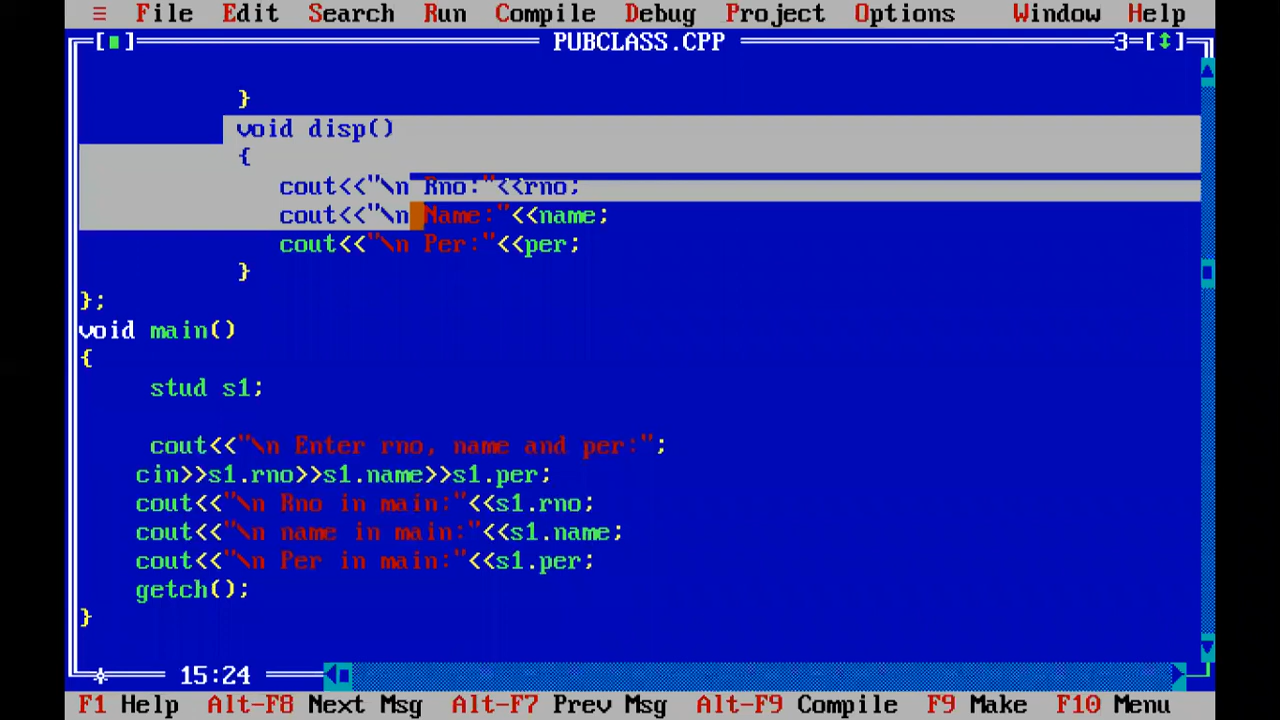 ≡ File Edit Search Run Compile Debug Project Options Window Help
[■] PUBCLASS.CPP 3=[↕]
}
void disp()
{
cout<<"\n Rno:"<<rno;
cout<<"\n Name:"<<name;
cout<<"\n Per:"<<per;
}
};
void main()
{
stud s1;
cout<<"\n Enter rno, name and per:";
cin>>s1.rno>>s1.name>>s1.per;
cout<<"\n Rno in main:"<<s1.rno;
cout<<"\n name in main:"<<s1.name;
cout<<"\n Per in main:"<<s1.per;
getch();
}
15:24
F1 Help Alt-F8 Next Msg Alt-F7 Prev Msg Alt-F9 Compile F9 Make F10 Menu